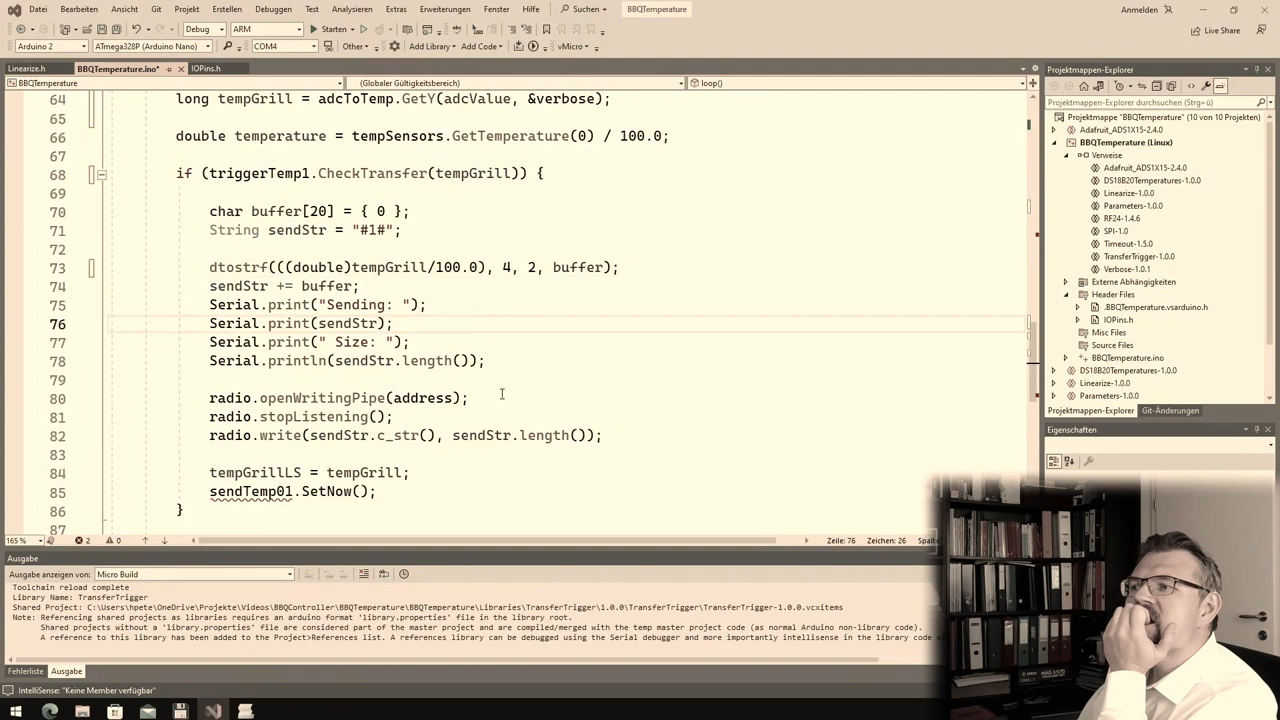 Datei Bearbeiten Ansicht Git Projekt Erstellen Debuggen Test Analysieren Extras Erweiterungen Fenster Hilfe Suchen BBQTemperature Anmelden
Debug ARM Starten Live Share
Arduino 2 ATmega328P (Arduino Nano) COM4 Other Add Library Add Code vMicro
Linearize.h BBQTemperature.ino* IOPins.h
BBQTemperature (Globaler Gültigkeitsbereich) loop()
64 long tempGrill = adcToTemp.GetY(adcValue, &verbose);
65
66 double temperature = tempSensors.GetTemperature(0) / 100.0;
67
68 if (triggerTemp1.CheckTransfer(tempGrill)) {
69
70 char buffer[20] = { 0 };
71 String sendStr = "#1#";
72
73 dtostrf(((double)tempGrill/100.0), 4, 2, buffer);
74 sendStr += buffer;
75 Serial.print("Sending: ");
76 Serial.print(sendStr);
77 Serial.print(" Size: ");
78 Serial.println(sendStr.length());
79
80 radio.openWritingPipe(address);
81 radio.stopListening();
82 radio.write(sendStr.c_str(), sendStr.length());
83
84 tempGrillLS = tempGrill;
85 sendTemp01.SetNow();
86 }
87
165 % 2 0 Zeile: 76 Zeichen: 26
Ausgabe
Ausgabe anzeigen von: Micro Build
Toolchain reload complete
Library Name: TransferTrigger
Shared Project: C:\Users\hpete\OneDrive\Projekte\Videos\BBQController\BBQTemperature\BBQTemperature\Libraries\TransferTrigger\1.0.0\TransferTrigger\TransferTrigger-1.0.0.vcxitems
Note: Referencing shared projects as libraries requires an arduino format 'library.properties' file in the library root.
Shared projects without a 'library.properties' file are considered part of the master project and are compiled/merged with the temp master project code (as normal Arduino non-library code).
A reference to this library has been added to the Project>References list. A references library can be debugged using the Serial debugger and more importantly intellisense in the library code
Fehlerliste Ausgabe
IntelliSense: "Keine Member verfügbar"
Projektmappen-Explorer
Projektmappen-Explorer durchsuchen (Strg+ü)
Projektmappe "BBQTemperature" (10 von 10 Projekten)
Adafruit_ADS1X15-2.4.0
BBQTemperature (Linux)
Verweise
Adafruit_ADS1X15-2.4.0
DS18B20Temperatures-1.0.0
Linearize-1.0.0
Parameters-1.0.0
RF24-1.4.6
SPI-1.0
Timeout-1.5.0
TransferTrigger-1.0.0
Verbose-1.0.1
Externe Abhängigkeiten
Header Files
.BBQTemperature.vsarduino.h
IOPins.h
Misc Files
Source Files
BBQTemperature.ino
DS18B20Temperatures-1.0.0
Linearize-1.0.0
Parameters-1.0.0
Projektmappen-Explorer Git-Änderungen
Eigenschaften